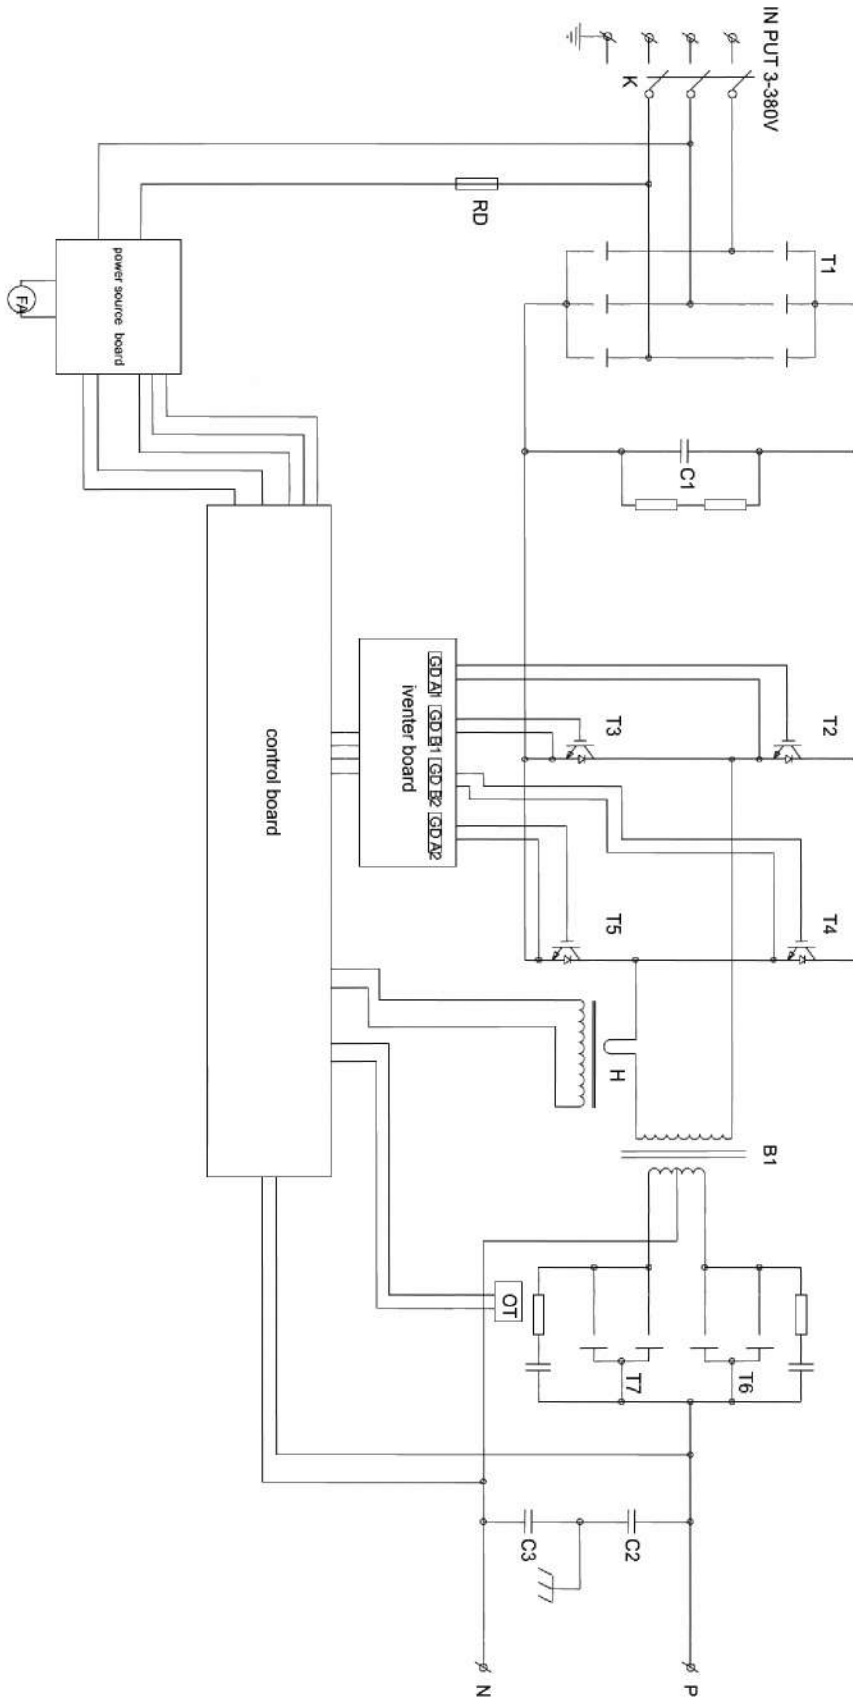 IN PUT 3-380V
K
RD
T1
power source board
FA
C1
T2
T3
GD A1
GD B1
GD B2
GD A2
iventer board
control board
T4
T5
H
B1
OT
T6
T7
C2
C3
P
N